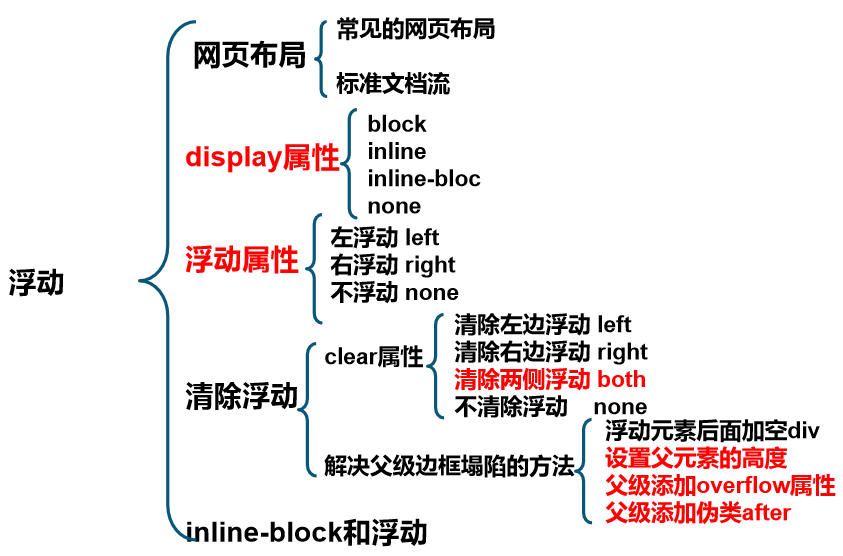 浮动
网页布局
常见的网页布局
标准文档流
display属性
block
inline
inline-bloc
none
浮动属性
左浮动 left
右浮动 right
不浮动 none
清除浮动
clear属性
清除左边浮动 left
清除右边浮动 right
清除两侧浮动 both
不清除浮动 none
解决父级边框塌陷的方法
浮动元素后面加空div
设置父元素的高度
父级添加overflow属性
父级添加伪类after
inline-block和浮动